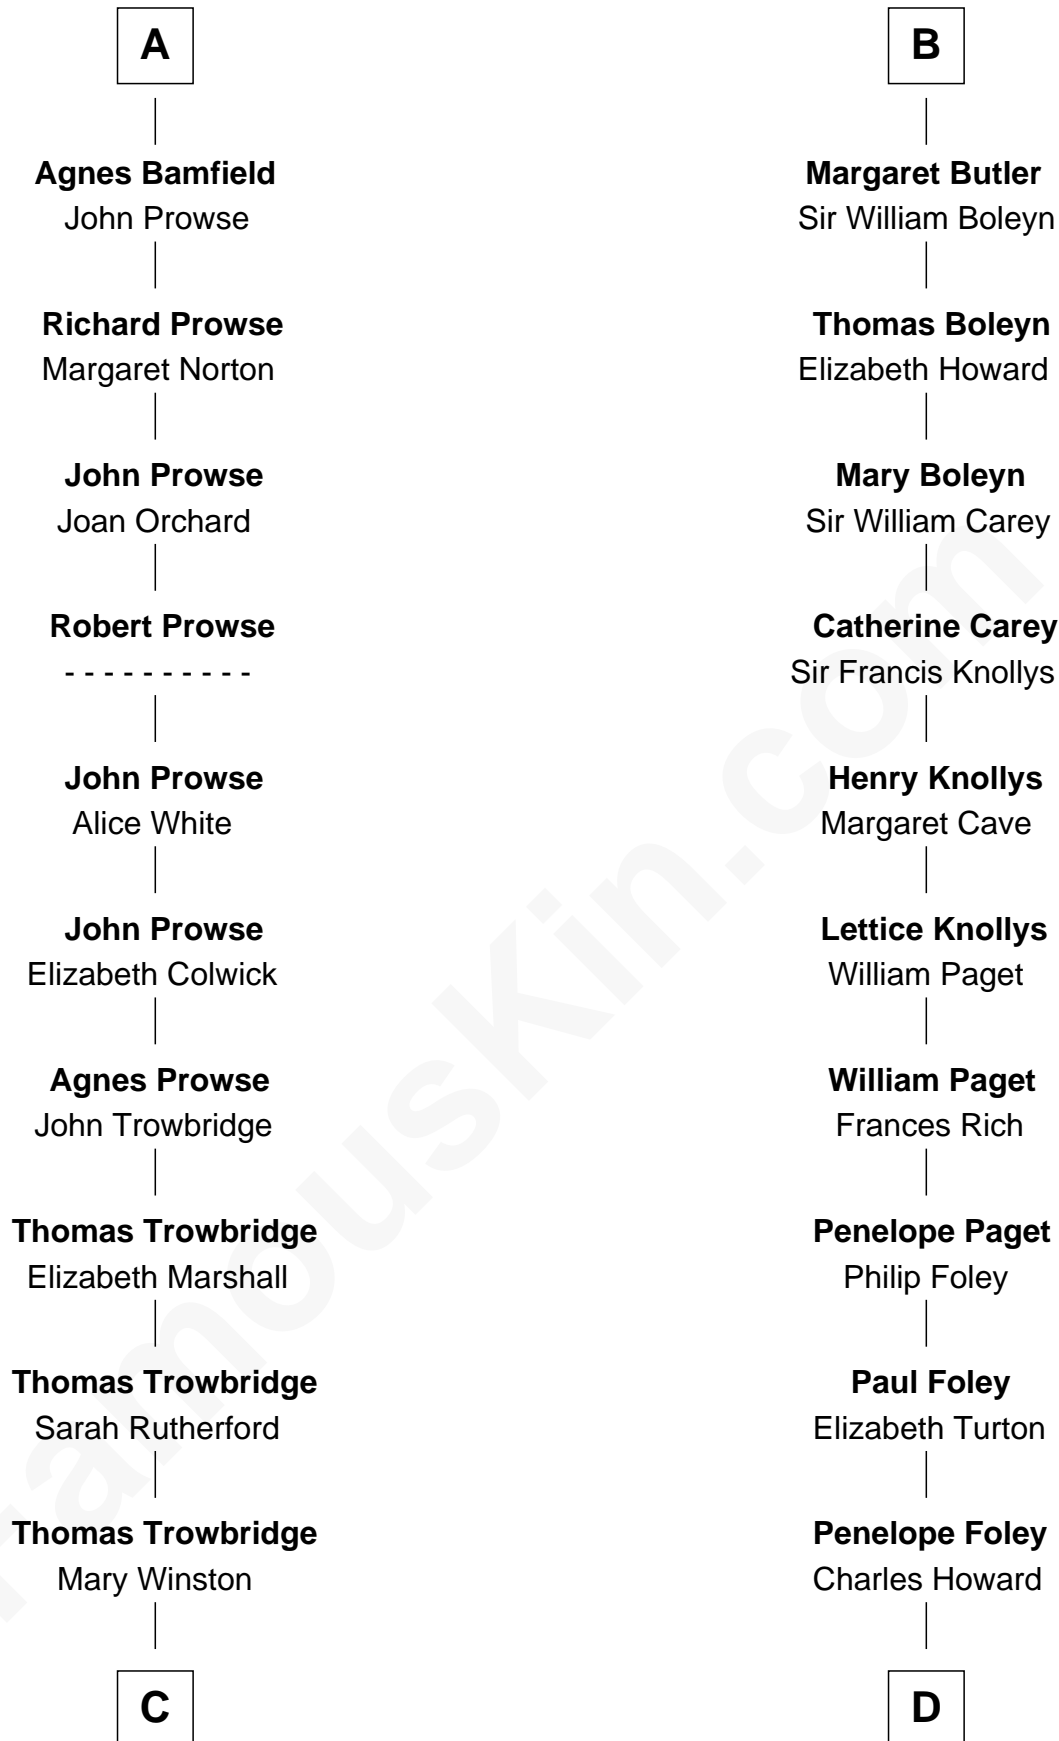 A
Agnes Bamfield
John Prowse
Richard Prowse
Margaret Norton
John Prowse
Joan Orchard
Robert Prowse
- - - - - - - - - -
John Prowse
Alice White
John Prowse
Elizabeth Colwick
Agnes Prowse
John Trowbridge
Thomas Trowbridge
Elizabeth Marshall
Thomas Trowbridge
Sarah Rutherford
Thomas Trowbridge
Mary Winston
C
B
Margaret Butler
Sir William Boleyn
Thomas Boleyn
Elizabeth Howard
Mary Boleyn
Sir William Carey
Catherine Carey
Sir Francis Knollys
Henry Knollys
Margaret Cave
Lettice Knollys
William Paget
William Paget
Frances Rich
Penelope Paget
Philip Foley
Paul Foley
Elizabeth Turton
Penelope Foley
Charles Howard
D
FamousKin.com